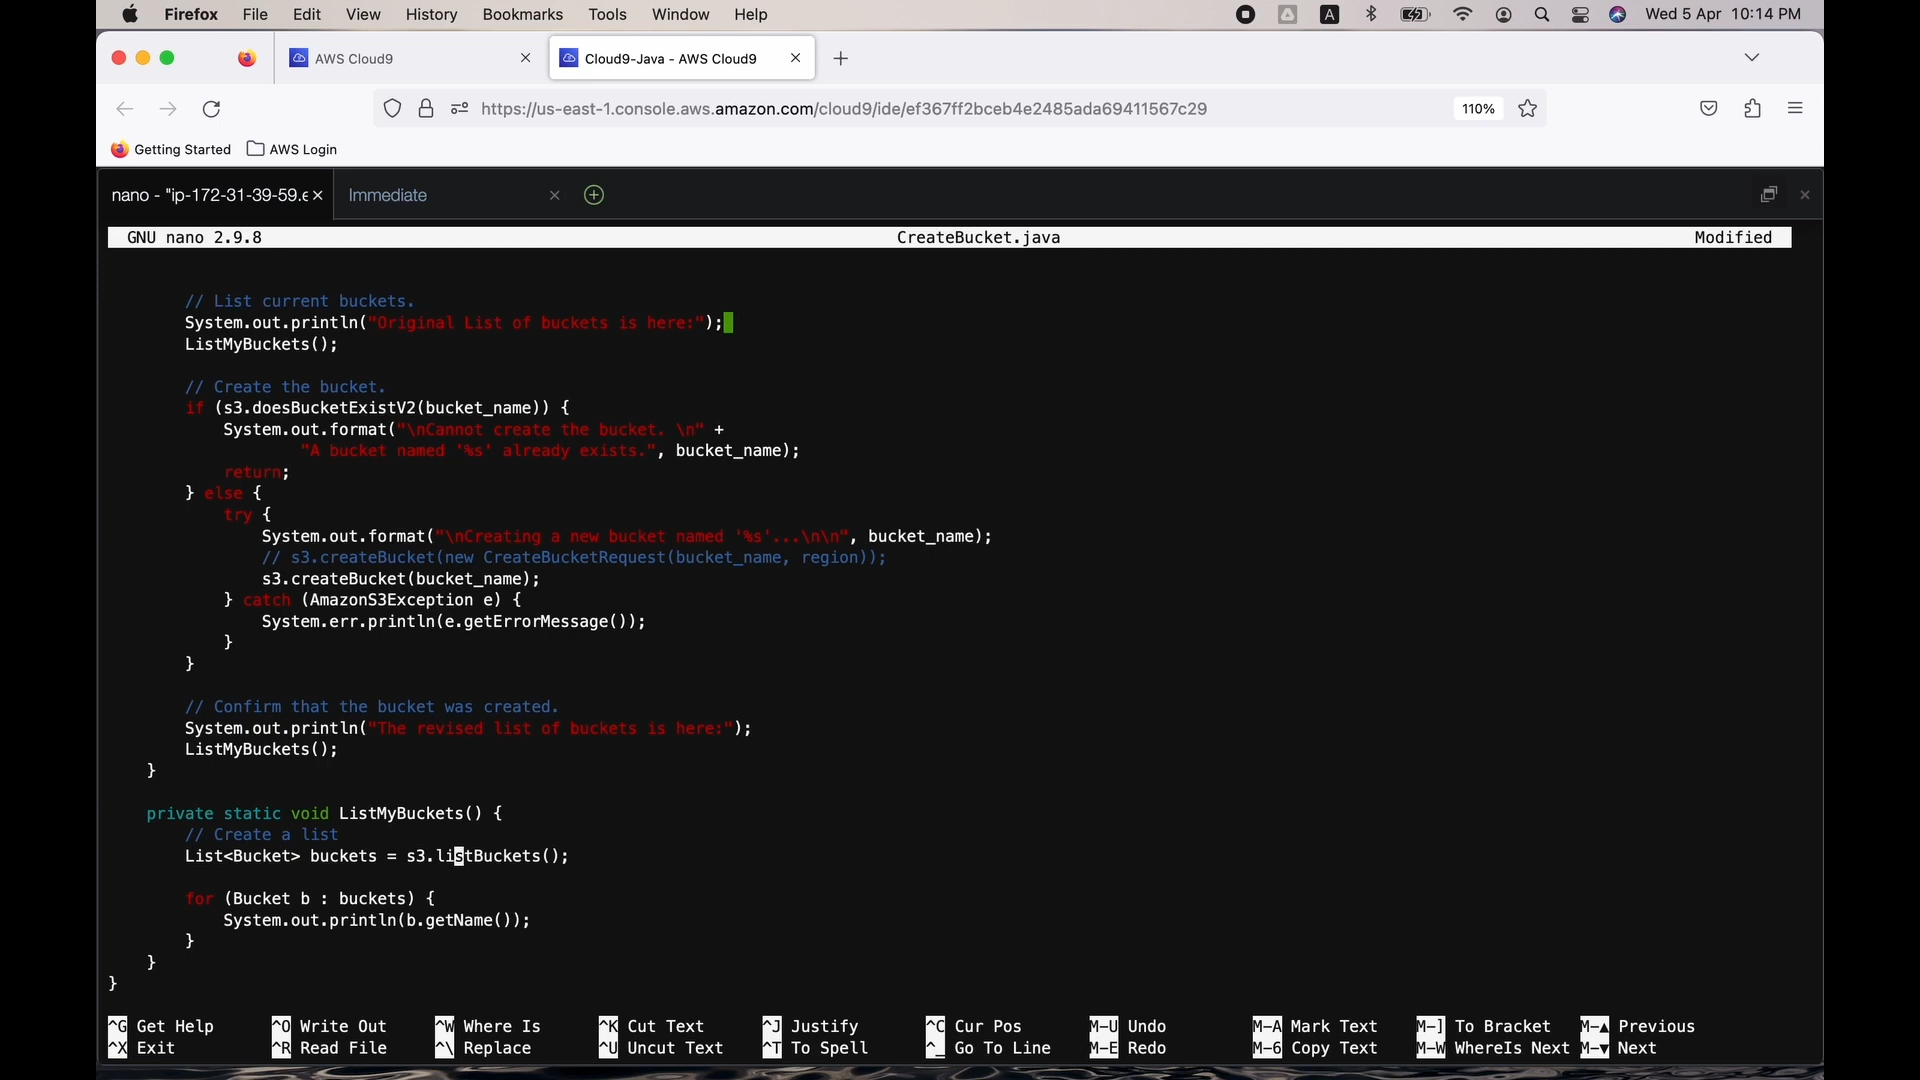 Firefox File Edit View History Bookmarks Tools Window Help A Wed 5 Apr 10:14 PM
AWS Cloud9 Cloud9-Java - AWS Cloud9
https://us-east-1.console.aws.amazon.com/cloud9/ide/ef367ff2bceb4e2485ada69411567c29 110%
Getting Started AWS Login
nano - "ip-172-31-39-59.e Immediate
GNU nano 2.9.8 CreateBucket.java Modified
// List current buckets.
System.out.println("Original List of buckets is here:");
ListMyBuckets();
// Create the bucket.
if (s3.doesBucketExistV2(bucket_name)) {
System.out.format("\nCannot create the bucket. \n" +
"A bucket named '%s' already exists.", bucket_name);
return;
} else {
try {
System.out.format("\nCreating a new bucket named '%s'...\n\n", bucket_name);
// s3.createBucket(new CreateBucketRequest(bucket_name, region));
s3.createBucket(bucket_name);
} catch (AmazonS3Exception e) {
System.err.println(e.getErrorMessage());
}
}
// Confirm that the bucket was created.
System.out.println("The revised list of buckets is here:");
ListMyBuckets();
}
private static void ListMyBuckets() {
// Create a list
List<Bucket> buckets = s3.listBuckets();
for (Bucket b : buckets) {
System.out.println(b.getName());
}
}
}
^G Get Help ^O Write Out ^W Where Is ^K Cut Text ^J Justify ^C Cur Pos M-U Undo M-A Mark Text M-] To Bracket M-▲ Previous
^X Exit ^R Read File ^\ Replace ^U Uncut Text ^T To Spell ^_ Go To Line M-E Redo M-6 Copy Text M-W WhereIs Next M-▼ Next